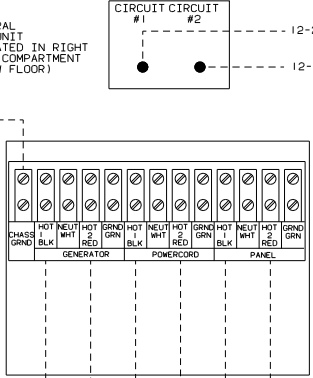 CIRCUIT CIRCUIT
#1 #2
RAL
UNIT
ATED IN RIGHT
COMPARTMENT
FLOOR)
12-2
12-
CHASS GRND
HOT 1 BLK
NEUT WHT
HOT 2 RED
GRND GRN
HOT 1 BLK
NEUT WHT
HOT 2 RED
GRND GRN
HOT 1 BLK
NEUT WHT
HOT 2 RED
GRND GRN
GENERATOR
POWERCORD
PANEL